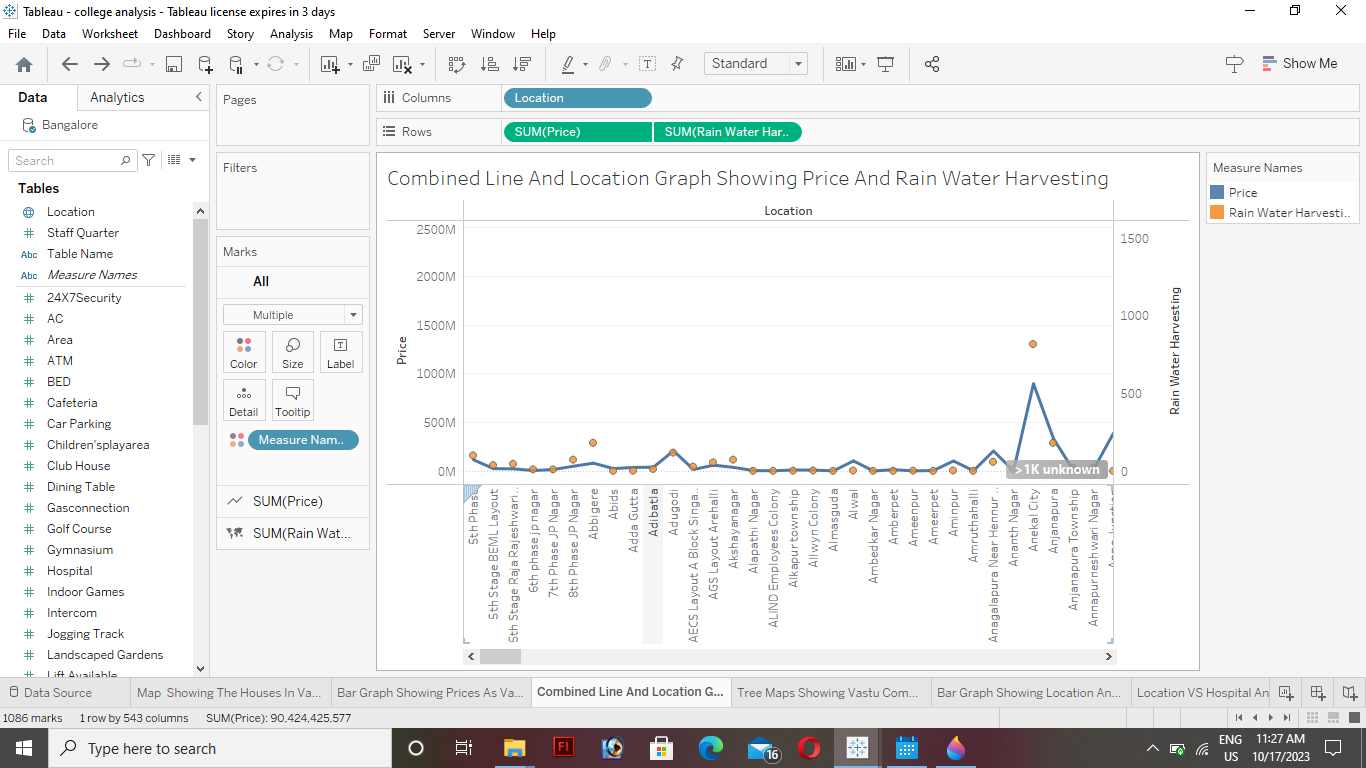 Tableau - college analysis - Tableau license expires in 3 days
File Data Worksheet Dashboard Story Analysis Map Format Server Window Help
Standard
Show Me
Data Analytics
Bangalore
Search
Tables
Location
Staff Quarter
Abc Table Name
Abc Measure Names
24X7Security
AC
Area
ATM
BED
Cafeteria
Car Parking
Children'splayarea
Club House
Dining Table
Gasconnection
Golf Course
Gymnasium
Hospital
Indoor Games
Intercom
Jogging Track
Landscaped Gardens
Lift Available
Pages
Filters
Marks
All
Multiple
Color Size Label
Detail Tooltip
Measure Nam..
SUM(Price)
SUM(Rain Wat...
Columns Location
Rows SUM(Price) SUM(Rain Water Har..
Combined Line And Location Graph Showing Price And Rain Water Harvesting
Location
Price
2500M
2000M
1500M
1000M
500M
0M
1500
1000
500
0
Rain Water Harvesting
>1K unknown
5th Phase
5th Stage BEML Layout
5th Stage Raja Rajeshwari..
6th phase jp nagar
7th Phase JP Nagar
8th Phase JP Nagar
Abbigere
Abids
Adda Gutta
Adibatla
Adugodi
AECS Layout A Block Singa..
AGS Layout Arehalli
Akshayanagar
Alapathi Nagar
ALIND Employees Colony
Alkapur township
Allwyn Colony
Almasguda
Alwal
Ambedkar Nagar
Amberpet
Ameenpur
Ameerpet
Aminpur
Amruthahalli
Anagalapura Near Hennur ..
Ananth Nagar
Anekal City
Anjanapura
Anjanapura Township
Annapurneshwari Nagar
Measure Names
Price
Rain Water Harvesti..
Data Source
Map Showing The Houses In Va...
Bar Graph Showing Prices As Va...
Combined Line And Location G...
Tree Maps Showing Vastu Com...
Bar Graph Showing Location An...
Location VS Hospital An
1086 marks 1 row by 543 columns SUM(Price): 90,424,425,577
Type here to search
Fl
16
ENG
US
11:27 AM
10/17/2023